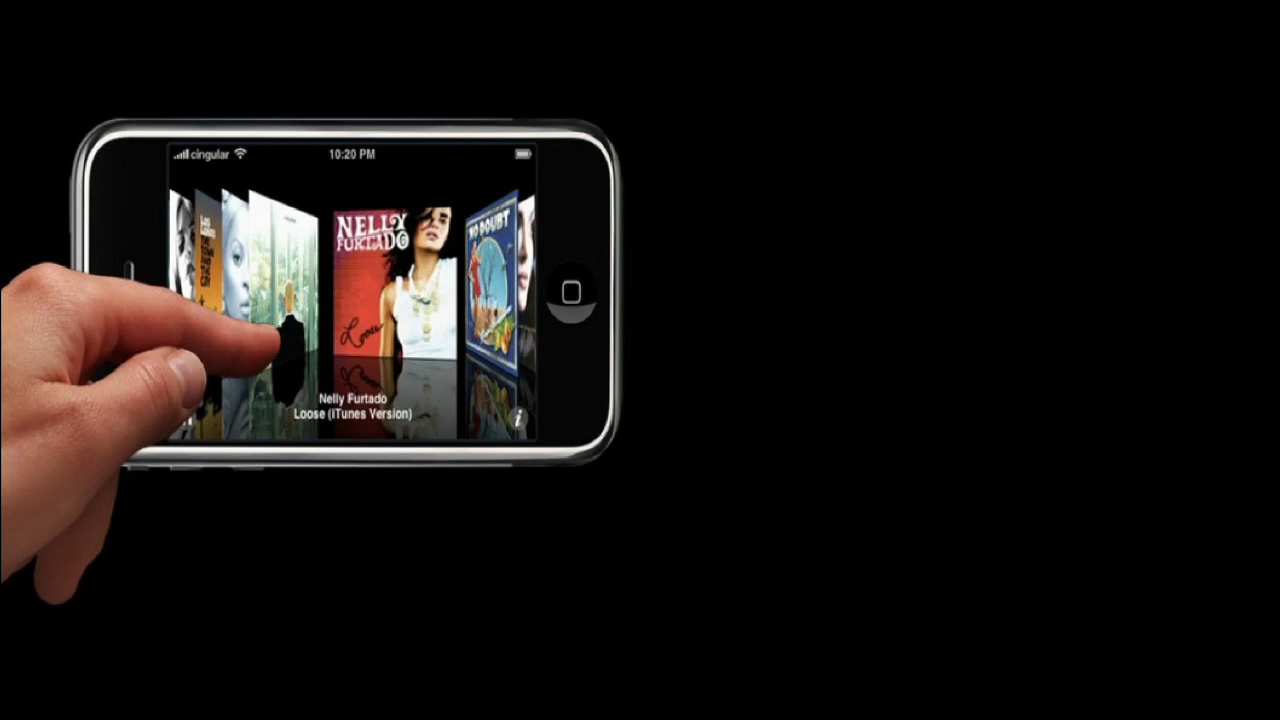 cingular
10:20 PM
NELLY
FURTADO
NO DOUBT
Loose
Nelly Furtado
Loose (iTunes Version)
i